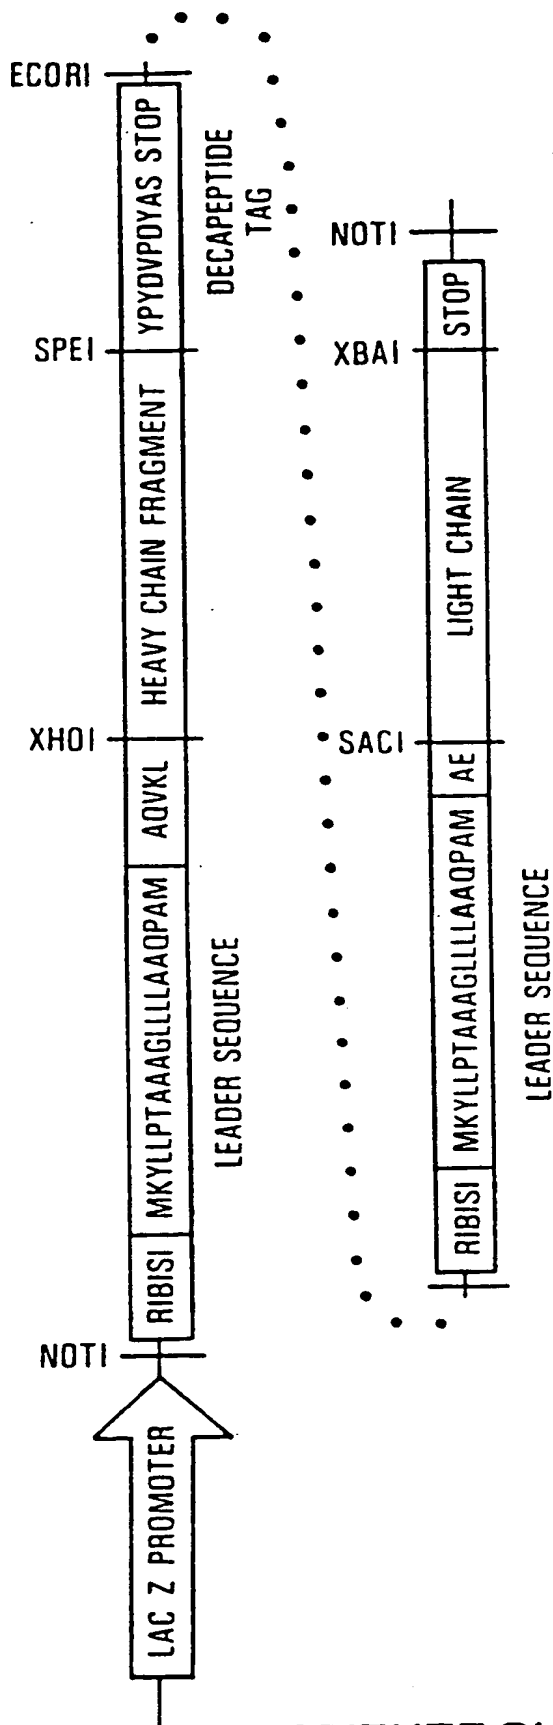 ECORI
YPYDVPDYAS STOP
DECAPEPTIDE
TAG
SPEI
HEAVY CHAIN FRAGMENT
XHOI
AQVKL
MKYLLPTAAAGLLLLAAQPAM
LEADER SEQUENCE
RIBISI
NOTI
LAC Z PROMOTER
NOTI
STOP
XBAI
LIGHT CHAIN
SACI
AE
MKYLLPTAAAGLLLLAAQPAM
LEADER SEQUENCE
RIBISI